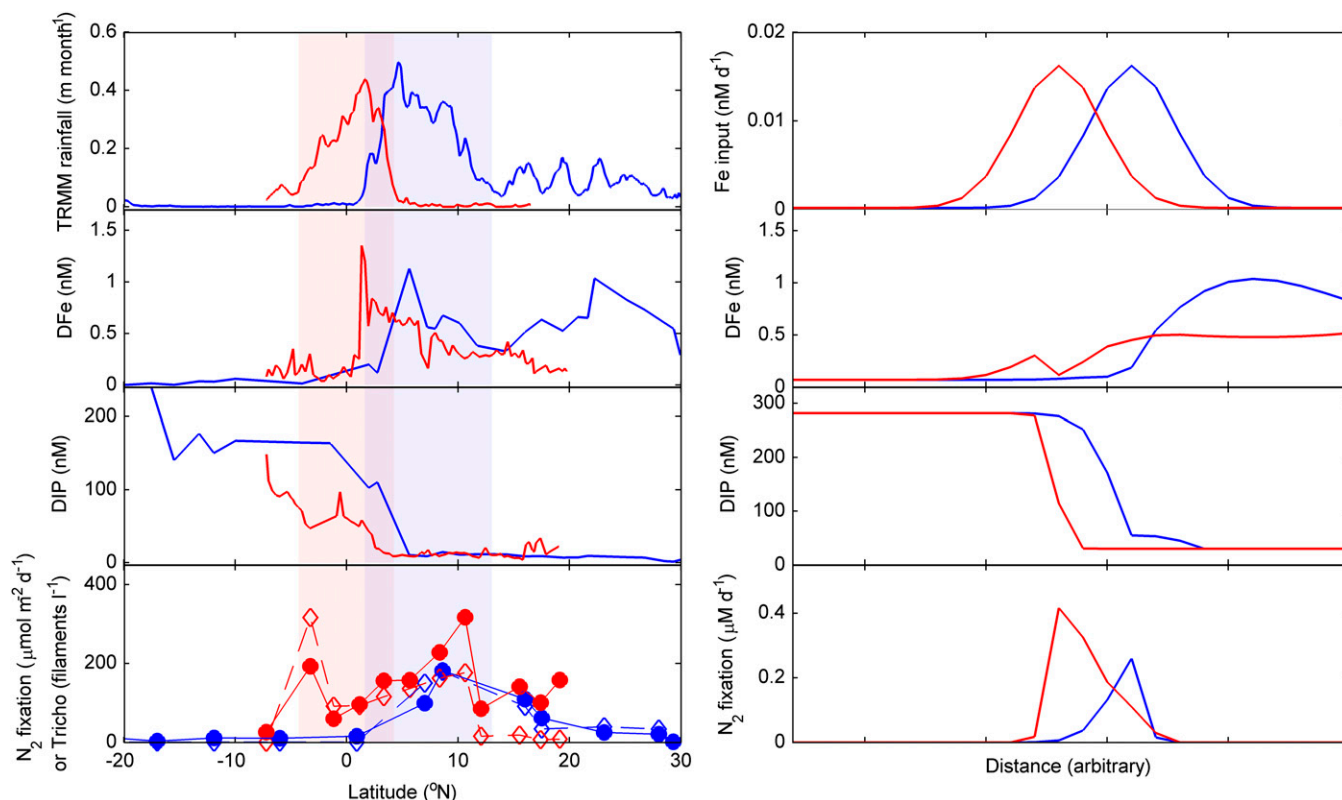 TRMM rainfall (m month¹)
0.6
0.4
0.2
0
DFe (nM)
1.5
1
0.5
0
DIP (nM)
200
100
0
N₂ fixation (μmol m⁻² d⁻¹)
or Tricho (filaments l⁻¹)
400
200
0
-20 -10 0 10 20 30
Latitude (°N)
Fe input (nM d⁻¹)
0.02
0.01
0
DFe (nM)
1.5
1
0.5
0
DIP (nM)
300
200
100
0
N₂ fixation (μM d⁻¹)
0.4
0.2
0
Distance (arbitrary)